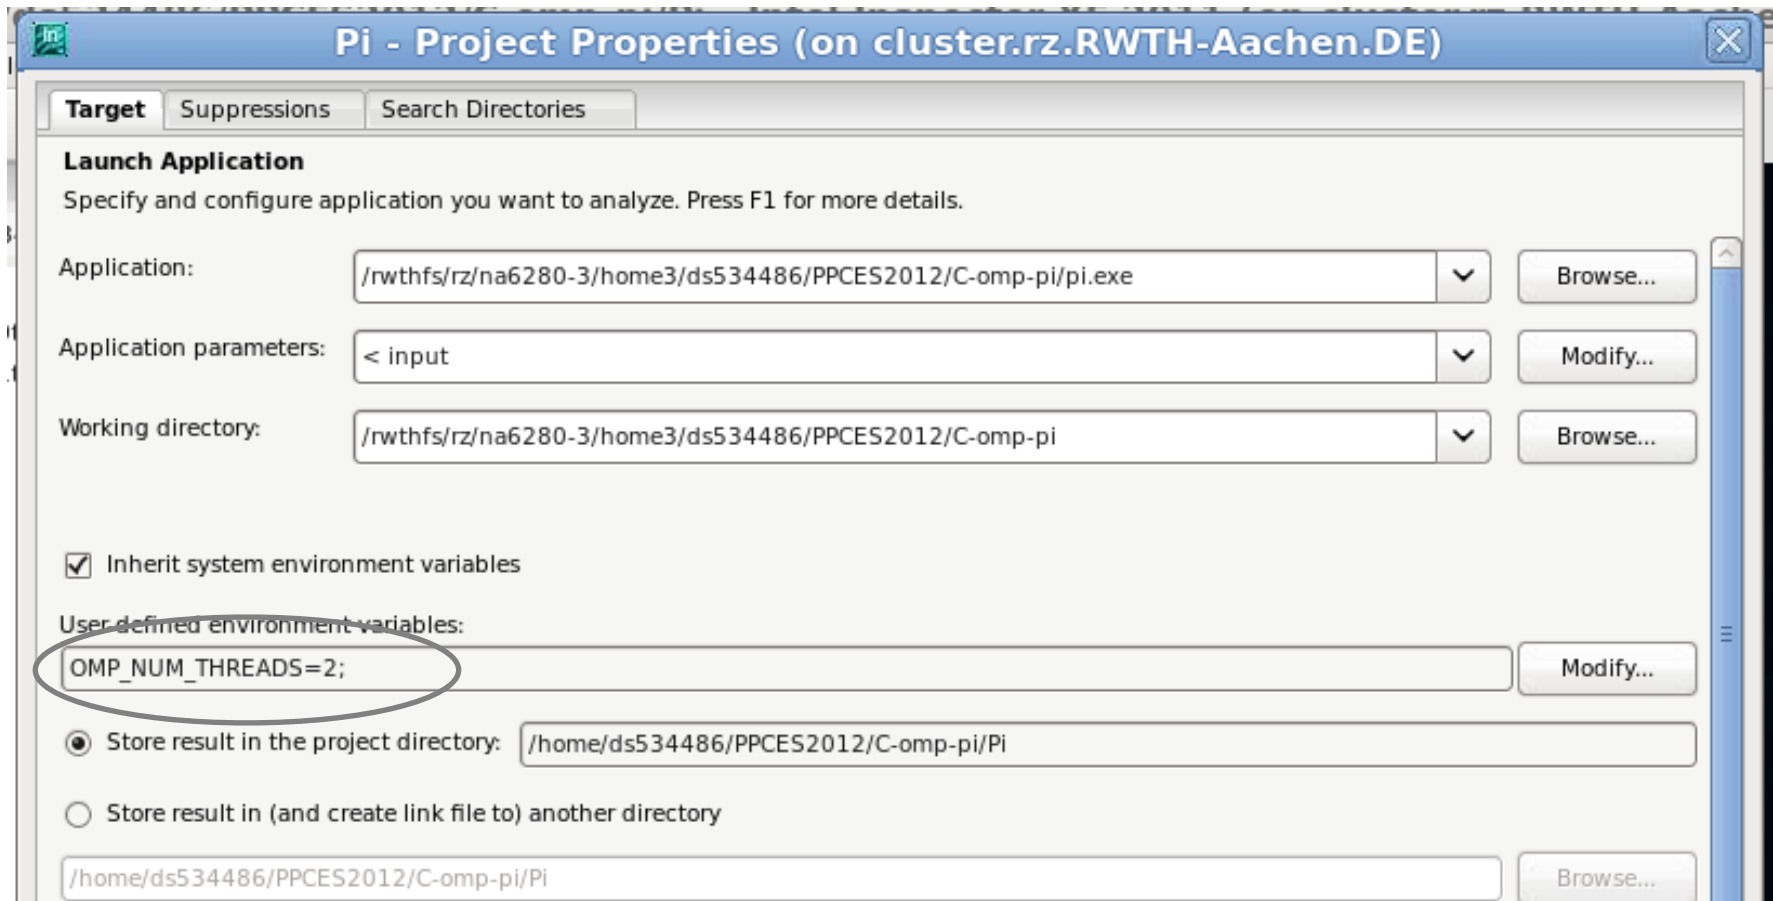 Pi - Project Properties (on cluster.rz.RWTH-Aachen.DE)
Target Suppressions Search Directories
Launch Application
Specify and configure application you want to analyze. Press F1 for more details.
Application: /rwthfs/rz/na6280-3/home3/ds534486/PPCES2012/C-omp-pi/pi.exe Browse...
Application parameters: < input Modify...
Working directory: /rwthfs/rz/na6280-3/home3/ds534486/PPCES2012/C-omp-pi Browse...
Inherit system environment variables
User defined environment variables:
OMP_NUM_THREADS=2; Modify...
Store result in the project directory: /home/ds534486/PPCES2012/C-omp-pi/Pi
Store result in (and create link file to) another directory
/home/ds534486/PPCES2012/C-omp-pi/Pi Browse...